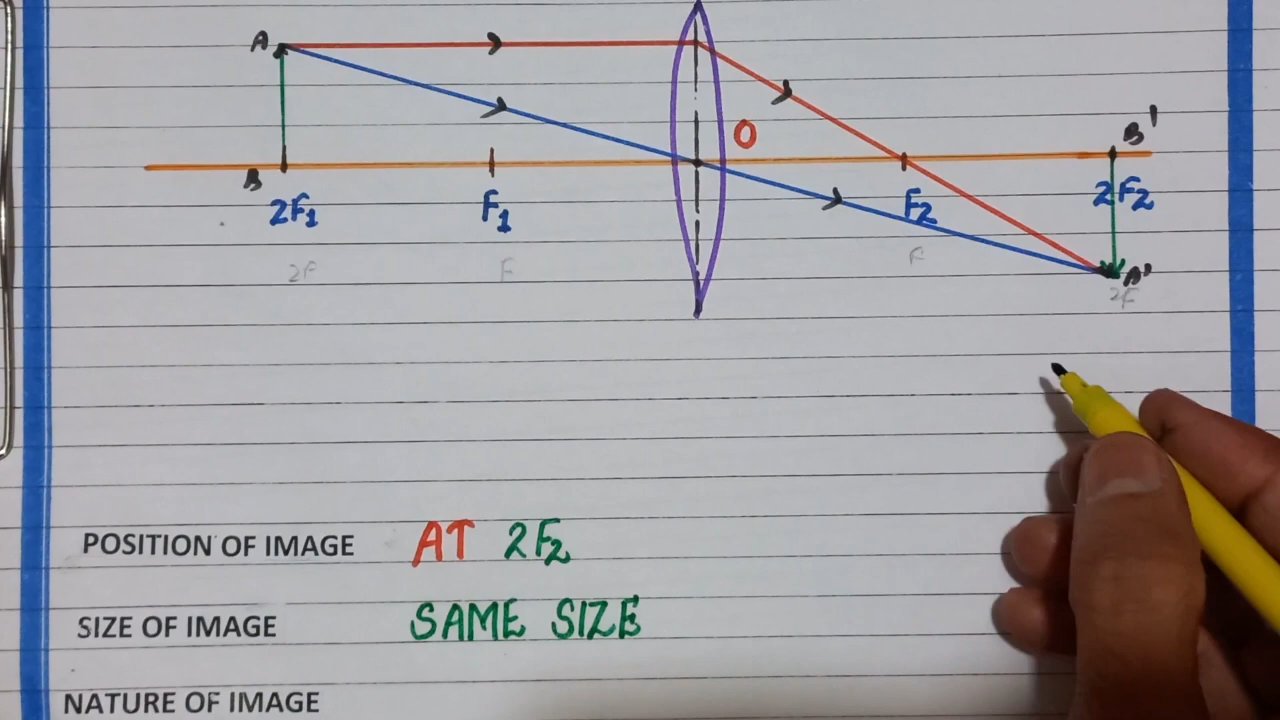 A
B'
O
B
2F1
F1
F2
2F2
2F
F
F
A'
2F
POSITION OF IMAGE AT 2F2
SIZE OF IMAGE SAME SIZE
NATURE OF IMAGE